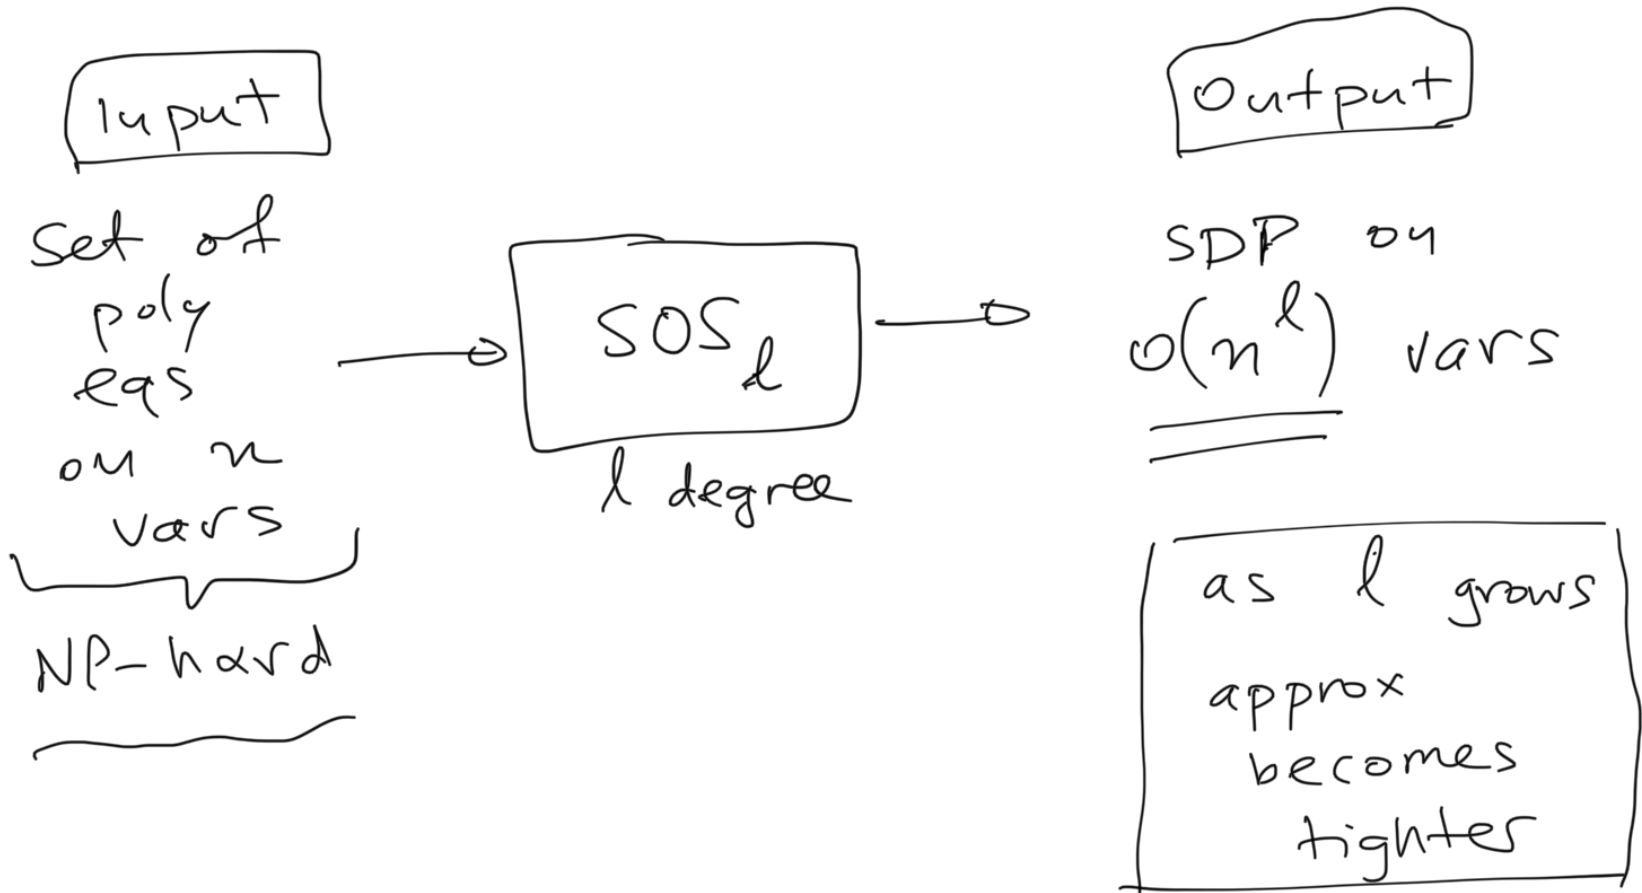 Input
set of
poly
eqs
on n
vars
NP-hard
SOS_l
l degree
Output
SDP on
O(n^l) vars
as l grows
approx
becomes
tighter